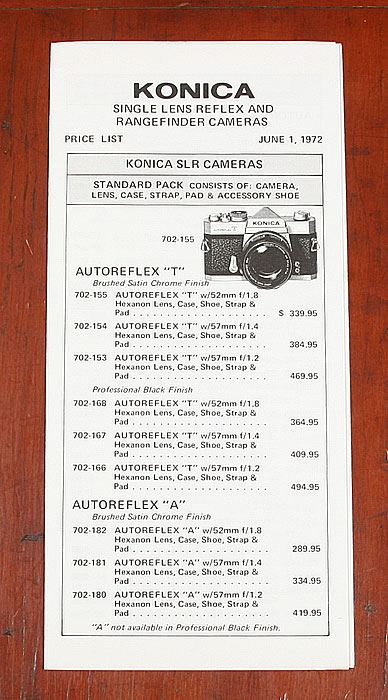 KONICA
SINGLE LENS REFLEX AND
RANGEFINDER CAMERAS
PRICE LIST JUNE 1, 1972
KONICA SLR CAMERAS
STANDARD PACK CONSISTS OF: CAMERA,
LENS, CASE, STRAP, PAD & ACCESSORY SHOE
KONICA
702-155
AUTOREFLEX "T"
Brushed Satin Chrome Finish
702-155 AUTOREFLEX "T" w/52mm f/1.8
Hexanon Lens, Case, Shoe, Strap &
Pad . . . . . . . . . . . . . . . . . . . . $ 339.95
702-154 AUTOREFLEX "T" w/57mm f/1.4
Hexanon Lens, Case, Shoe, Strap &
Pad . . . . . . . . . . . . . . . . . . . . 384.95
702-153 AUTOREFLEX "T" w/57mm f/1.2
Hexanon Lens, Case, Shoe, Strap &
Pad . . . . . . . . . . . . . . . . . . . . 469.95
Professional Black Finish
702-168 AUTOREFLEX "T" w/52mm f/1.8
Hexanon Lens, Case, Shoe, Strap &
Pad . . . . . . . . . . . . . . . . . . . . 364.95
702-167 AUTOREFLEX "T" w/57mm f/1.4
Hexanon Lens, Case, Shoe, Strap &
Pad . . . . . . . . . . . . . . . . . . . . 409.95
702-166 AUTOREFLEX "T" w/57mm f/1.2
Hexanon Lens, Case, Shoe, Strap &
Pad . . . . . . . . . . . . . . . . . . . . 494.95
AUTOREFLEX "A"
Brushed Satin Chrome Finish
702-182 AUTOREFLEX "A" w/52mm f/1.8
Hexanon Lens, Case, Shoe, Strap &
Pad . . . . . . . . . . . . . . . . . . . . 289.95
702-181 AUTOREFLEX "A" w/57mm f/1.4
Hexanon Lens, Case, Shoe, Strap &
Pad . . . . . . . . . . . . . . . . . . . . 334.95
702-180 AUTOREFLEX "A" w/57mm f/1.2
Hexanon Lens, Case, Shoe, Strap &
Pad . . . . . . . . . . . . . . . . . . . . 419.95
"A" not available in Professional Black Finish.